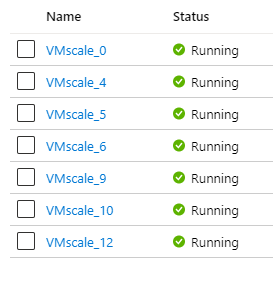 Name Status
VMscale_0 Running
VMscale_4 Running
VMscale_5 Running
VMscale_6 Running
VMscale_9 Running
VMscale_10 Running
VMscale_12 Running